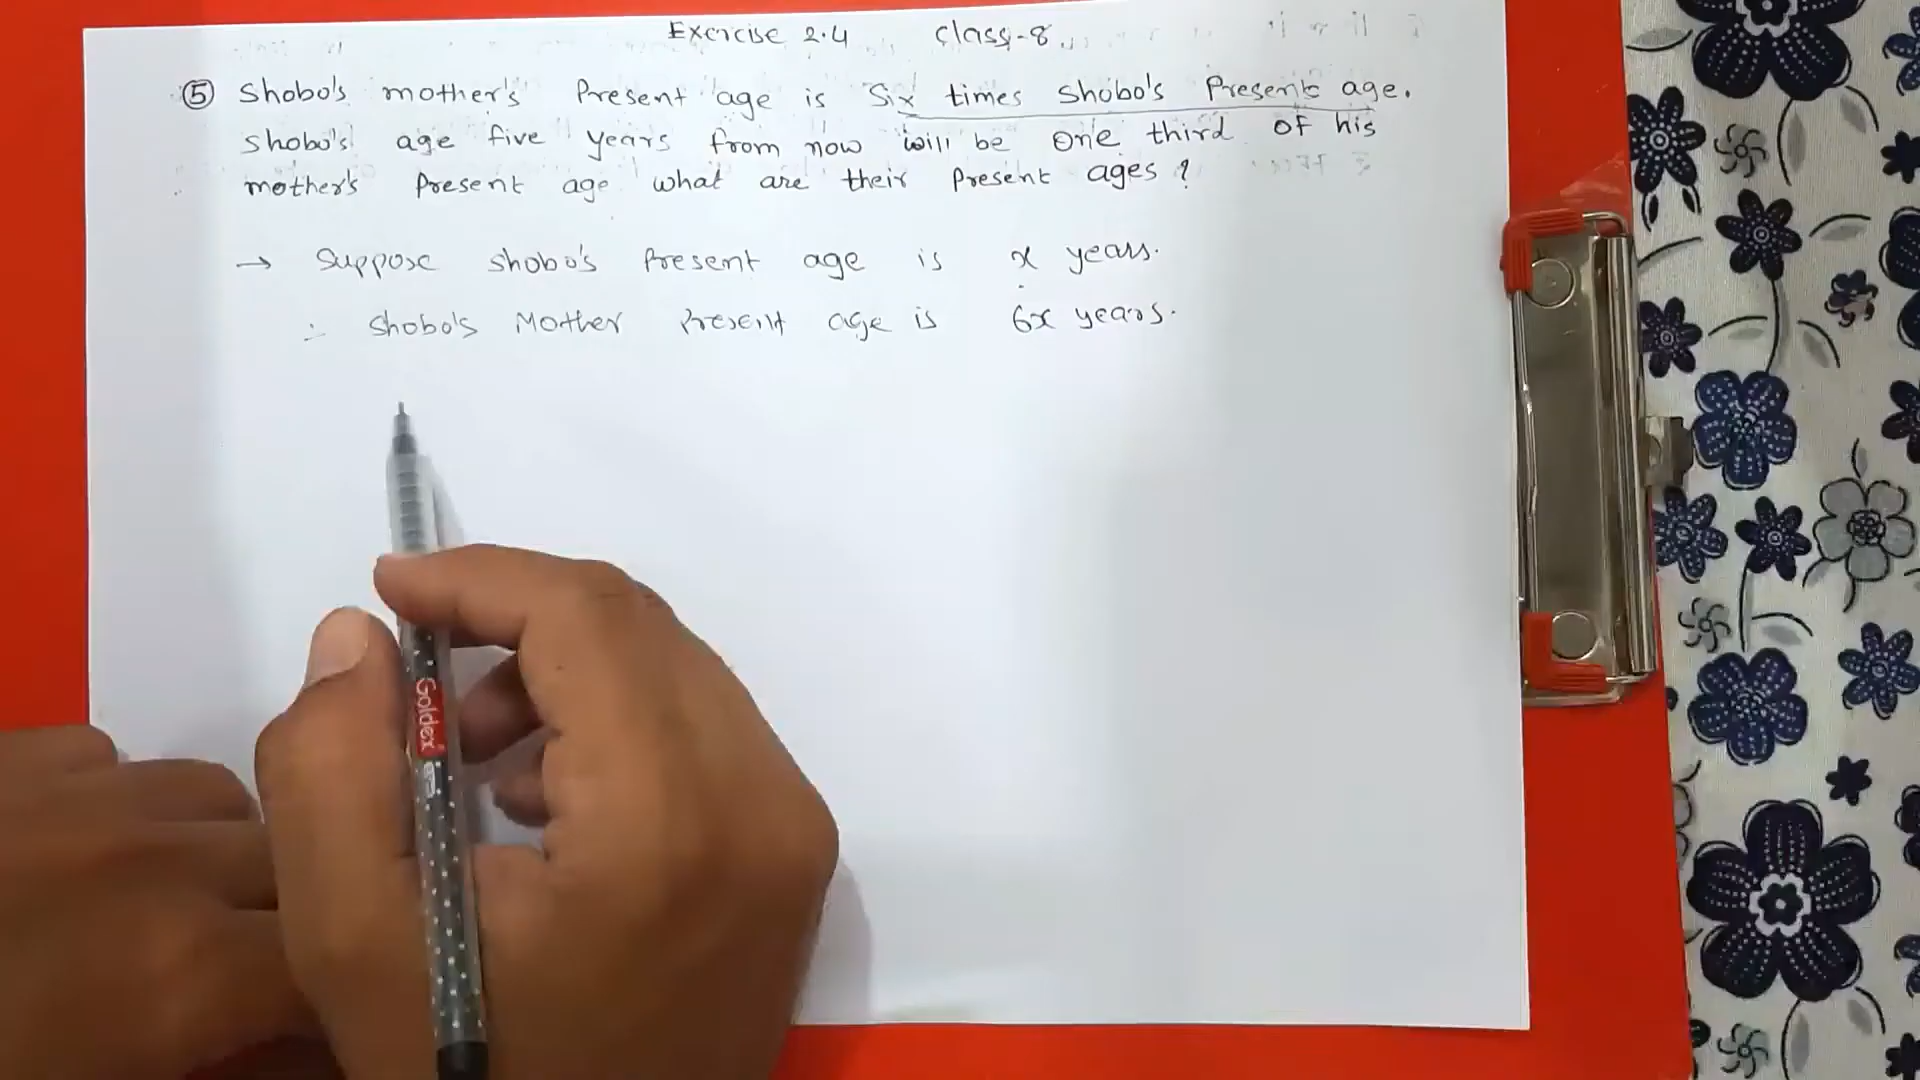 Exercise 2.4 Class-8
⑤ Shobo's mother's Present age is Six times Shobo's Present age.
Shobo's age five years from now will be One third of his
mother's Present age what are their Present ages?
→ Suppose shobo's Present age is x years.
∴ Shobo's Mother Present age is 6x years.
Goldex